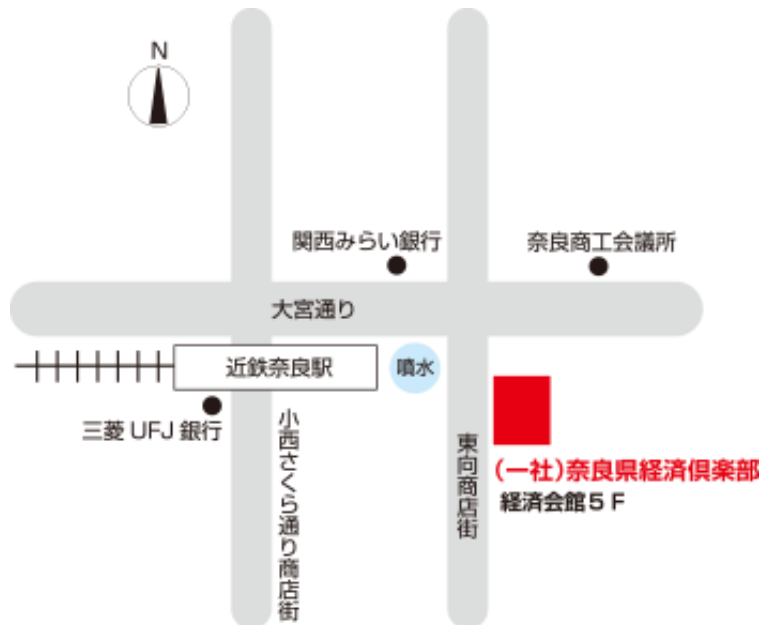 N
関西みらい銀行
奈良商工会議所
大宮通り
近鉄奈良駅
噴水
三菱UFJ銀行
小西さくら通り商店街
東向商店街
(一社)奈良県経済倶楽部
経済会館5F